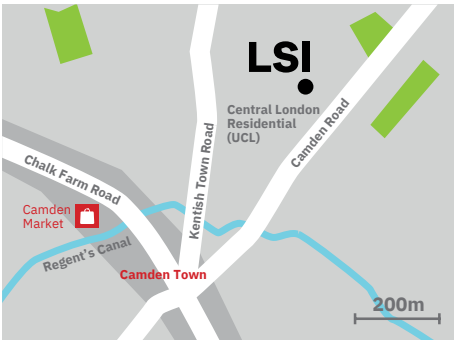 LSI
Central London
Residential
(UCL)
Camden Road
Kentish Town Road
Chalk Farm Road
Camden
Market
Regent's Canal
Camden Town
200m